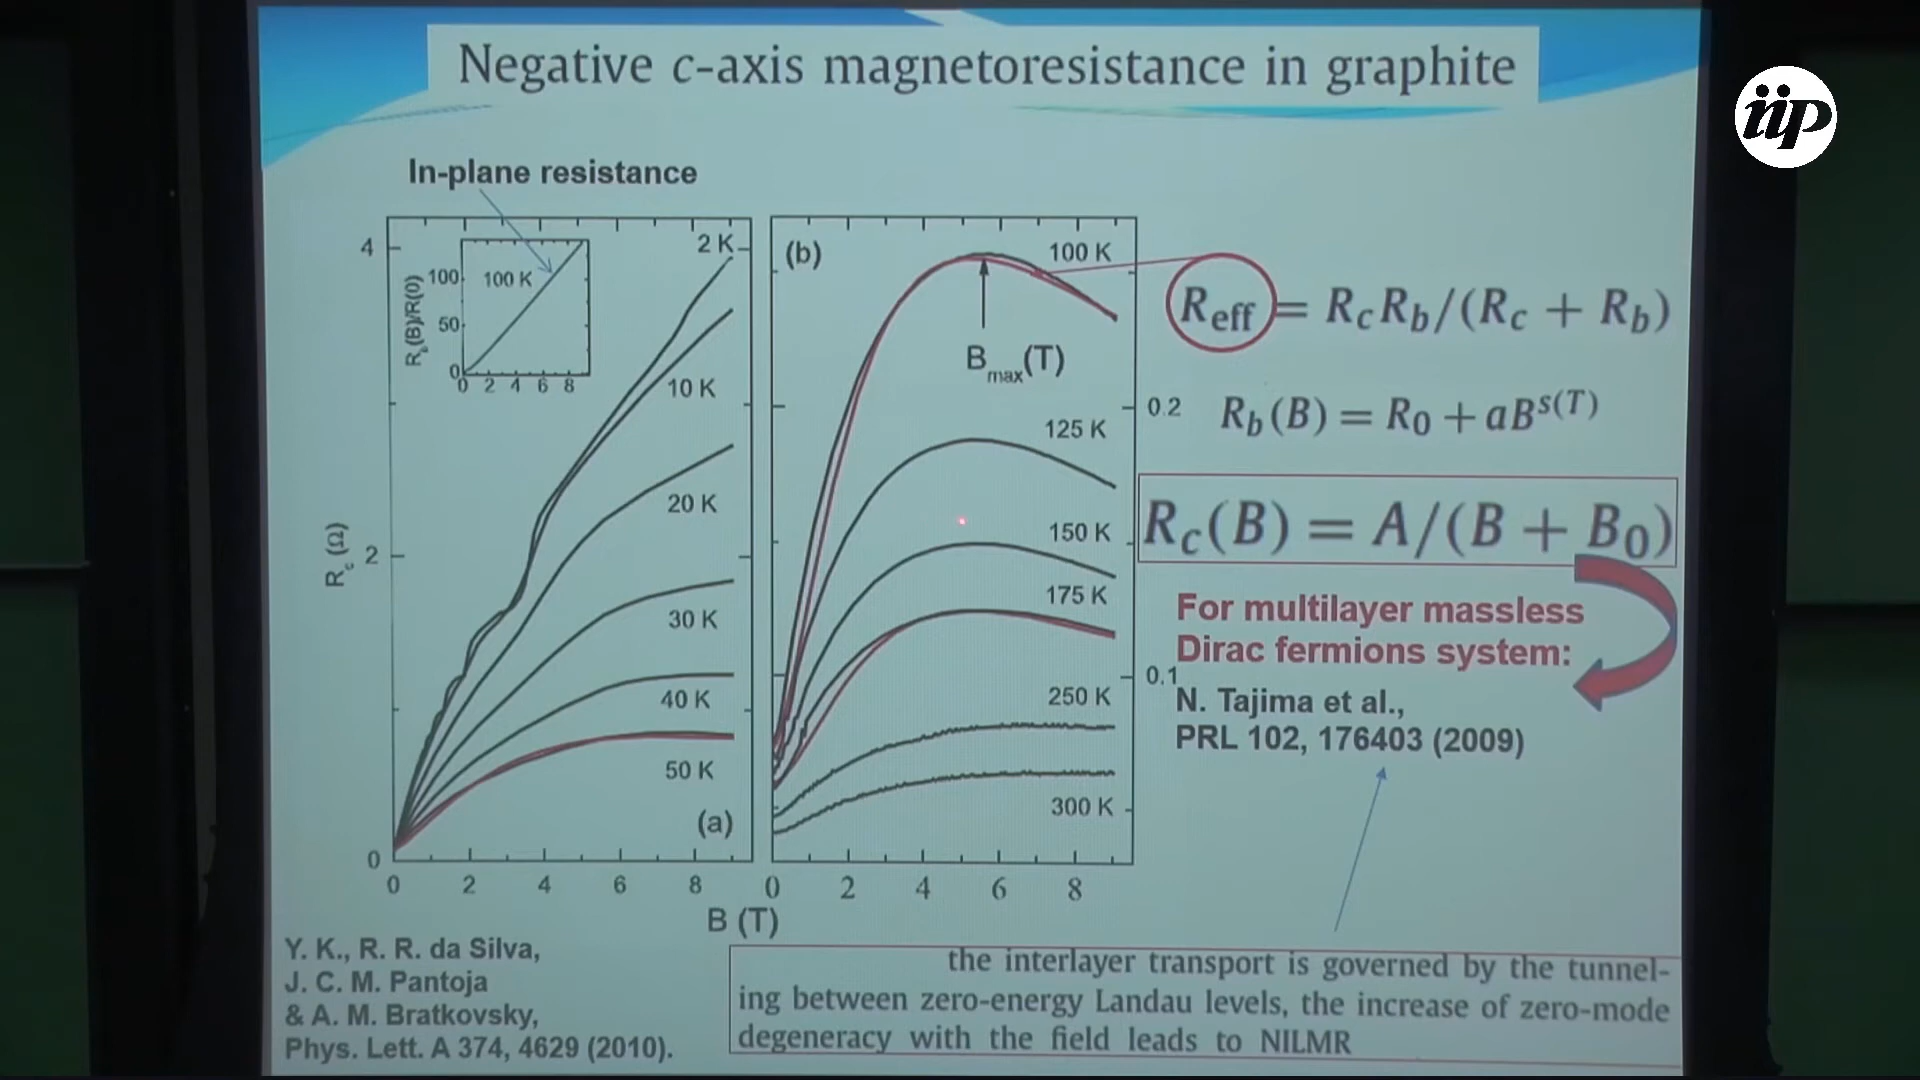 Negative c-axis magnetoresistance in graphite
iip
In-plane resistance
4
2
0
R_c (Ω)
R_b(B)/R(0)
100
50
0
0 2 4 6 8
100 K
2 K
10 K
20 K
30 K
40 K
50 K
(a)
0 2 4 6 8
(b)
100 K
B_max(T)
125 K
150 K
175 K
250 K
300 K
0.2
0.1
0 2 4 6 8
B (T)
R_eff = R_c R_b/(R_c + R_b)
R_b(B) = R_0 + aB^{s(T)}
R_c(B) = A/(B + B_0)
For multilayer massless
Dirac fermions system:
N. Tajima et al.,
PRL 102, 176403 (2009)
Y. K., R. R. da Silva,
J. C. M. Pantoja
& A. M. Bratkovsky,
Phys. Lett. A 374, 4629 (2010).
the interlayer transport is governed by the tunnel-
ing between zero-energy Landau levels, the increase of zero-mode
degeneracy with the field leads to NILMR